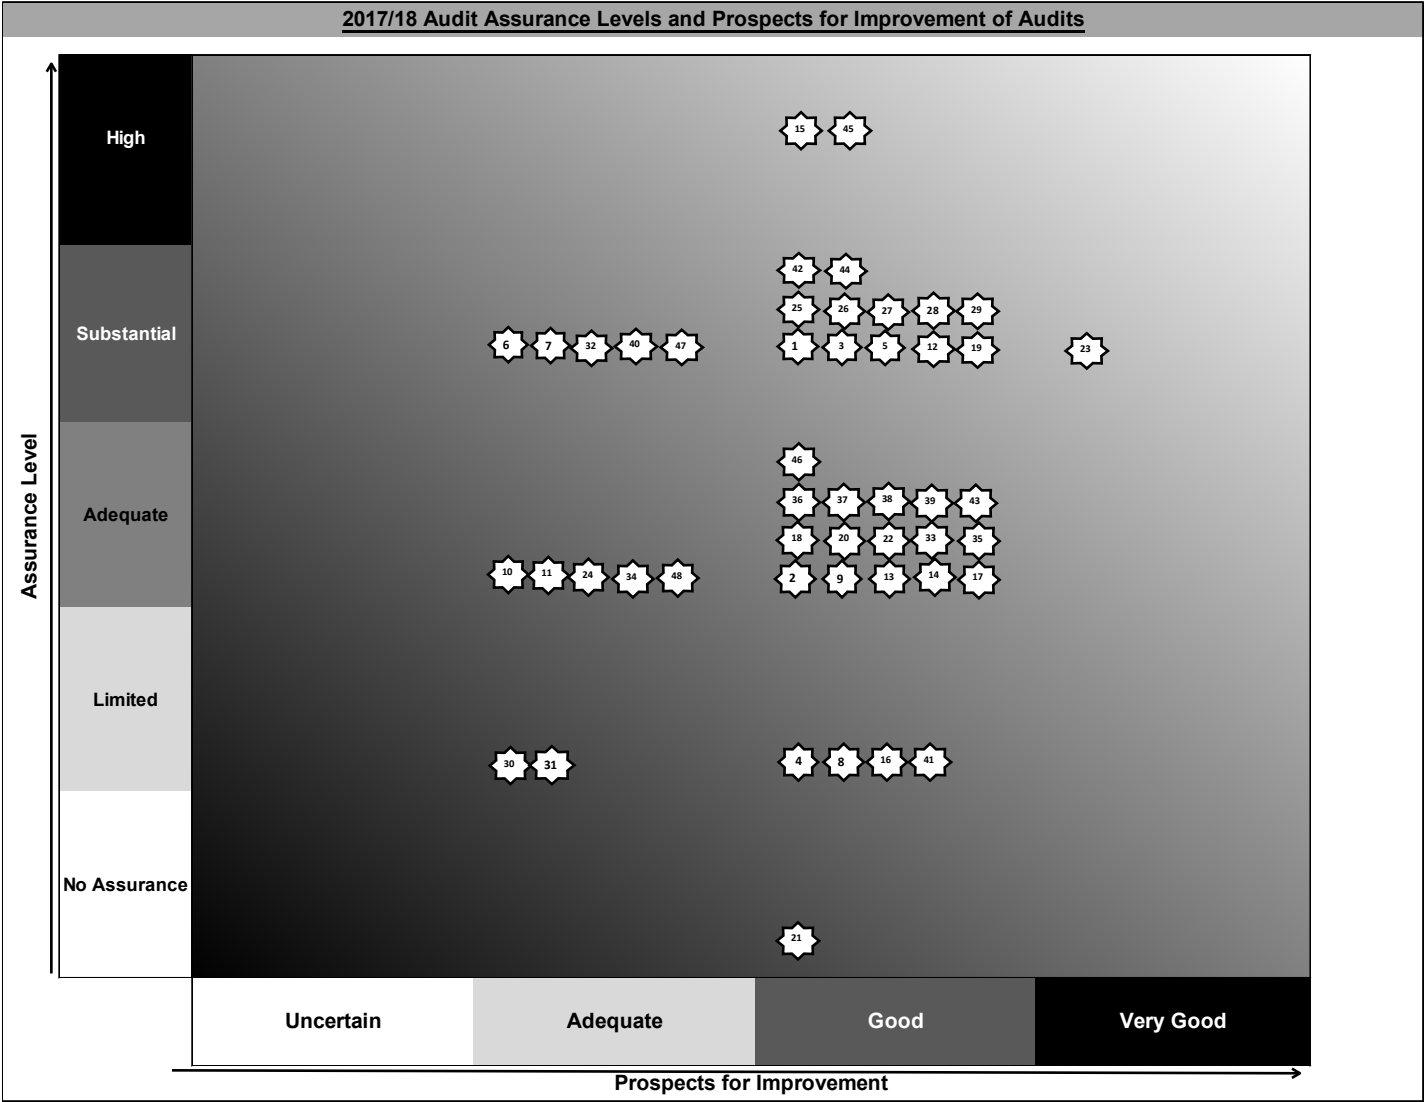 2017/18 Audit Assurance Levels and Prospects for Improvement of Audits
High
15 45
42 44
25 26 27 28 29
Substantial
6 7 32 40 47 1 3 5 12 19 23
46
36 37 38 39 43
Adequate
18 20 22 33 35
10 11 24 34 48 2 9 13 14 17
Assurance Level
Limited
30 31 4 8 16 41
No Assurance
21
Uncertain Adequate Good Very Good
Prospects for Improvement